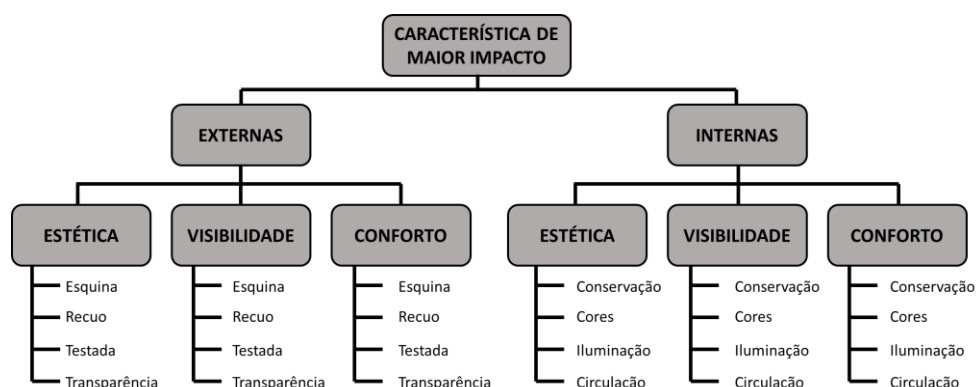 CARACTERÍSTICA DE
MAIOR IMPACTO
EXTERNAS
INTERNAS
ESTÉTICA
VISIBILIDADE
CONFORTO
ESTÉTICA
VISIBILIDADE
CONFORTO
Esquina
Recuo
Testada
Transparência
Esquina
Recuo
Testada
Transparência
Esquina
Recuo
Testada
Transparência
Conservação
Cores
Iluminação
Circulação
Conservação
Cores
Iluminação
Circulação
Conservação
Cores
Iluminação
Circulação